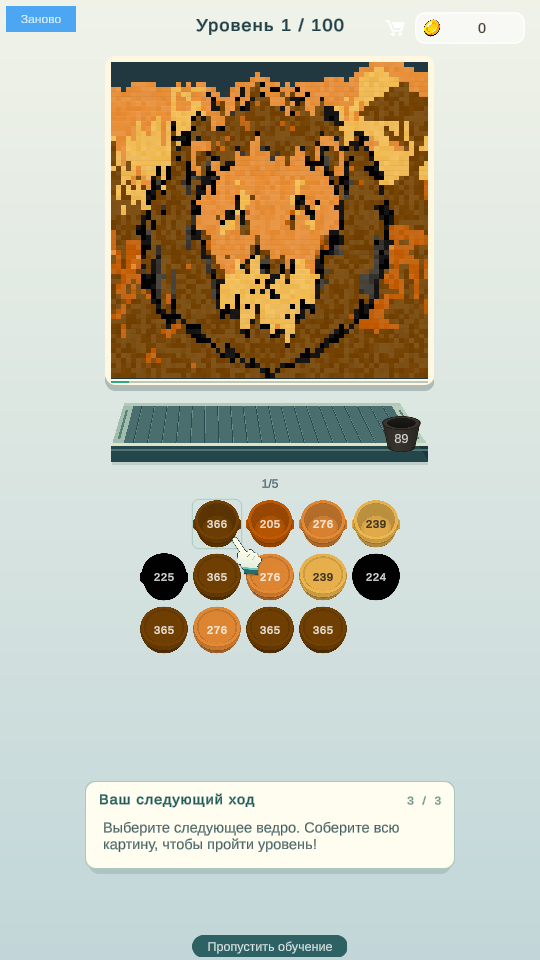 Заново
Уровень 1 / 100
0
89
1/5
366 205 276 239
225 365 276 239 224
365 276 365 365
Ваш следующий ход
3 / 3
Выберите следующее ведро. Соберите всю
картину, чтобы пройти уровень!
Пропустить обучение